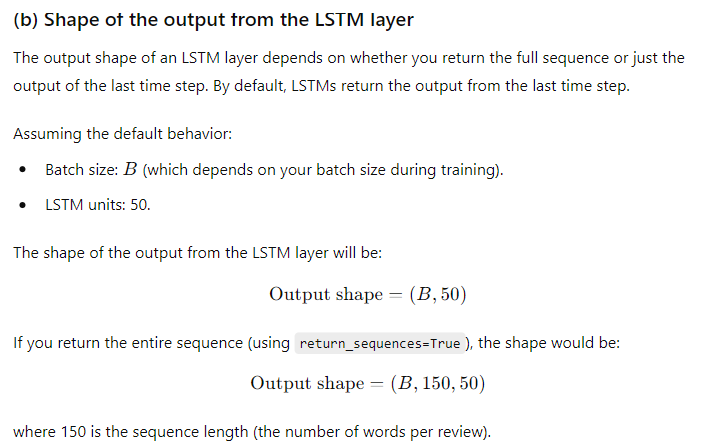 (b) Shape of the output from the LSTM layer
The output shape of an LSTM layer depends on whether you return the full sequence or just the
output of the last time step. By default, LSTMs return the output from the last time step.
Assuming the default behavior:
• Batch size: B (which depends on your batch size during training).
• LSTM units: 50.
The shape of the output from the LSTM layer will be:
Output shape = (B, 50)
If you return the entire sequence (using return_sequences=True ), the shape would be:
Output shape = (B, 150, 50)
where 150 is the sequence length (the number of words per review).